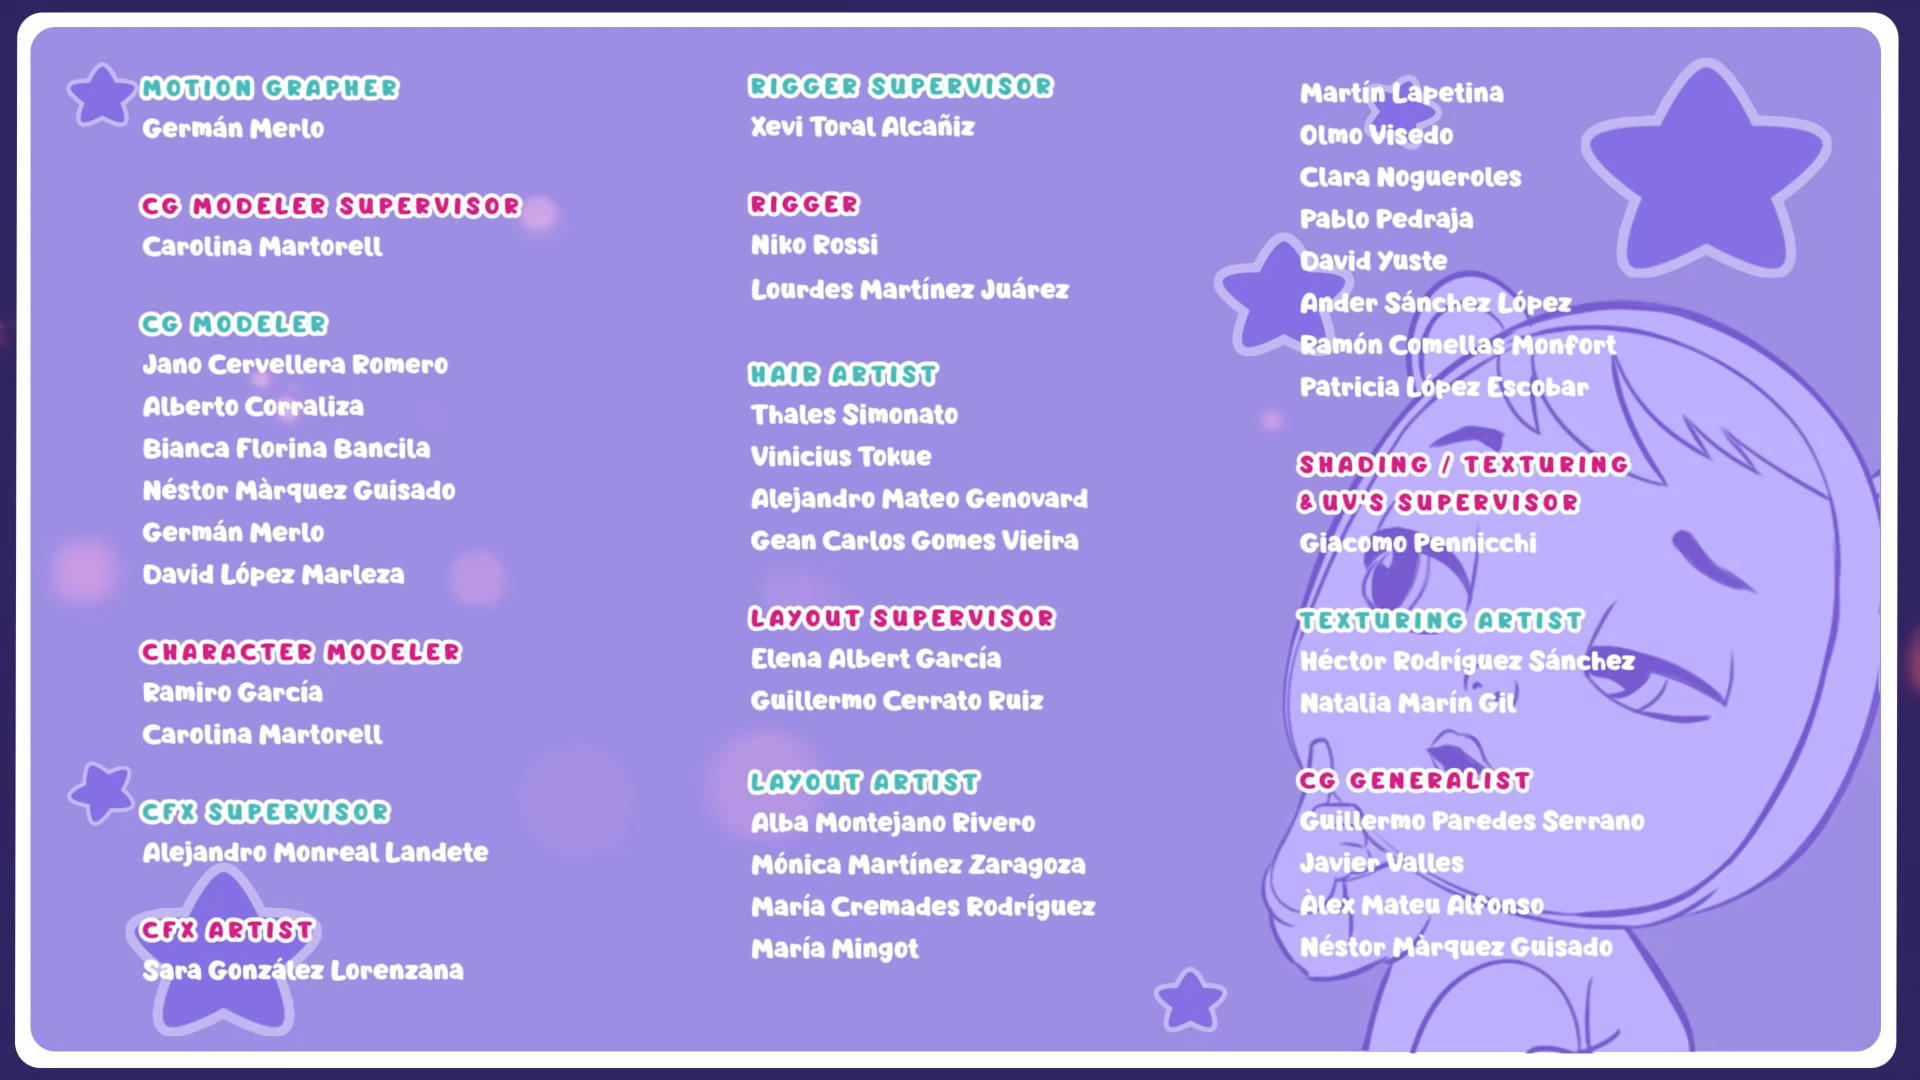 MOTION GRAPHER
Germán Merlo
CG MODELER SUPERVISOR
Carolina Martorell
CG MODELER
Jano Cervellera Romero
Alberto Corraliza
Bianca Florina Bancila
Néstor Màrquez Guisado
Germán Merlo
David López Marleza
CHARACTER MODELER
Ramiro García
Carolina Martorell
CFX SUPERVISOR
Alejandro Monreal Landete
CFX ARTIST
Sara González Lorenzana
RIGGER SUPERVISOR
Xevi Toral Alcañiz
RIGGER
Niko Rossi
Lourdes Martínez Juárez
HAIR ARTIST
Thales Simonato
Vinicius Tokue
Alejandro Mateo Genovard
Gean Carlos Gomes Vieira
LAYOUT SUPERVISOR
Elena Albert García
Guillermo Cerrato Ruiz
LAYOUT ARTIST
Alba Montejano Rivero
Mónica Martínez Zaragoza
María Cremades Rodríguez
María Mingot
Martín Lapetina
Olmo Visedo
Clara Nogueroles
Pablo Pedraja
David Yuste
Ander Sánchez López
Ramón Comellas Monfort
Patricia López Escobar
SHADING / TEXTURING
& UV'S SUPERVISOR
Giacomo Pennicchi
TEXTURING ARTIST
Héctor Rodríguez Sánchez
Natalia Marín Gil
CG GENERALIST
Guillermo Paredes Serrano
Javier Valles
Àlex Mateu Alfonso
Néstor Màrquez Guisado